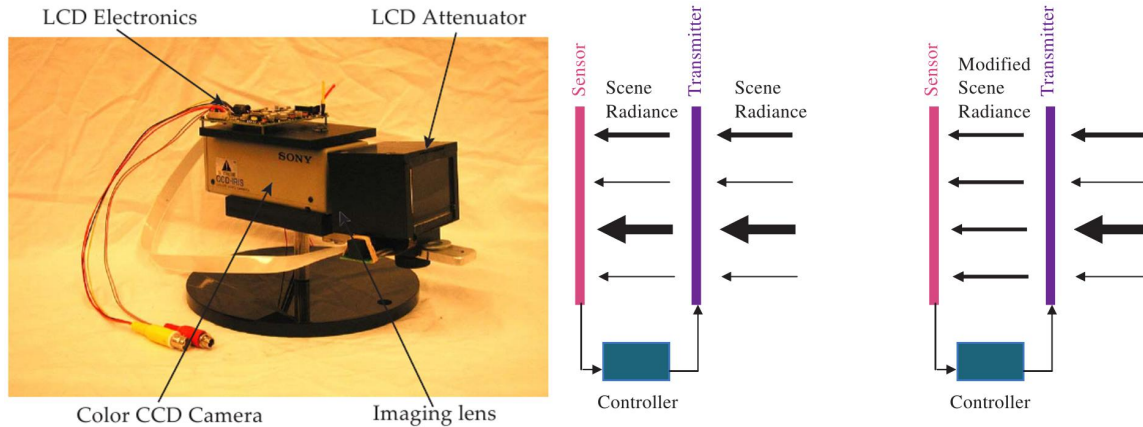 LCD Electronics
LCD Attenuator
SONY
CCD-IRIS
Color CCD Camera
Imaging lens
Sensor
Scene
Radiance
Transmitter
Scene
Radiance
Controller
Sensor
Modified
Scene
Radiance
Transmitter
Controller